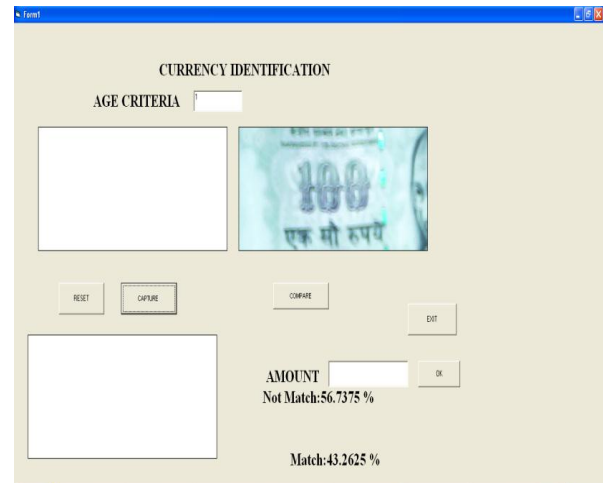 Form1
CURRENCY IDENTIFICATION
AGE CRITERIA 1
100
एक सौ रुपये
RESET
CAPTURE
COMPARE
EXIT
AMOUNT
OK
Not Match:56.7375 %
Match:43.2625 %